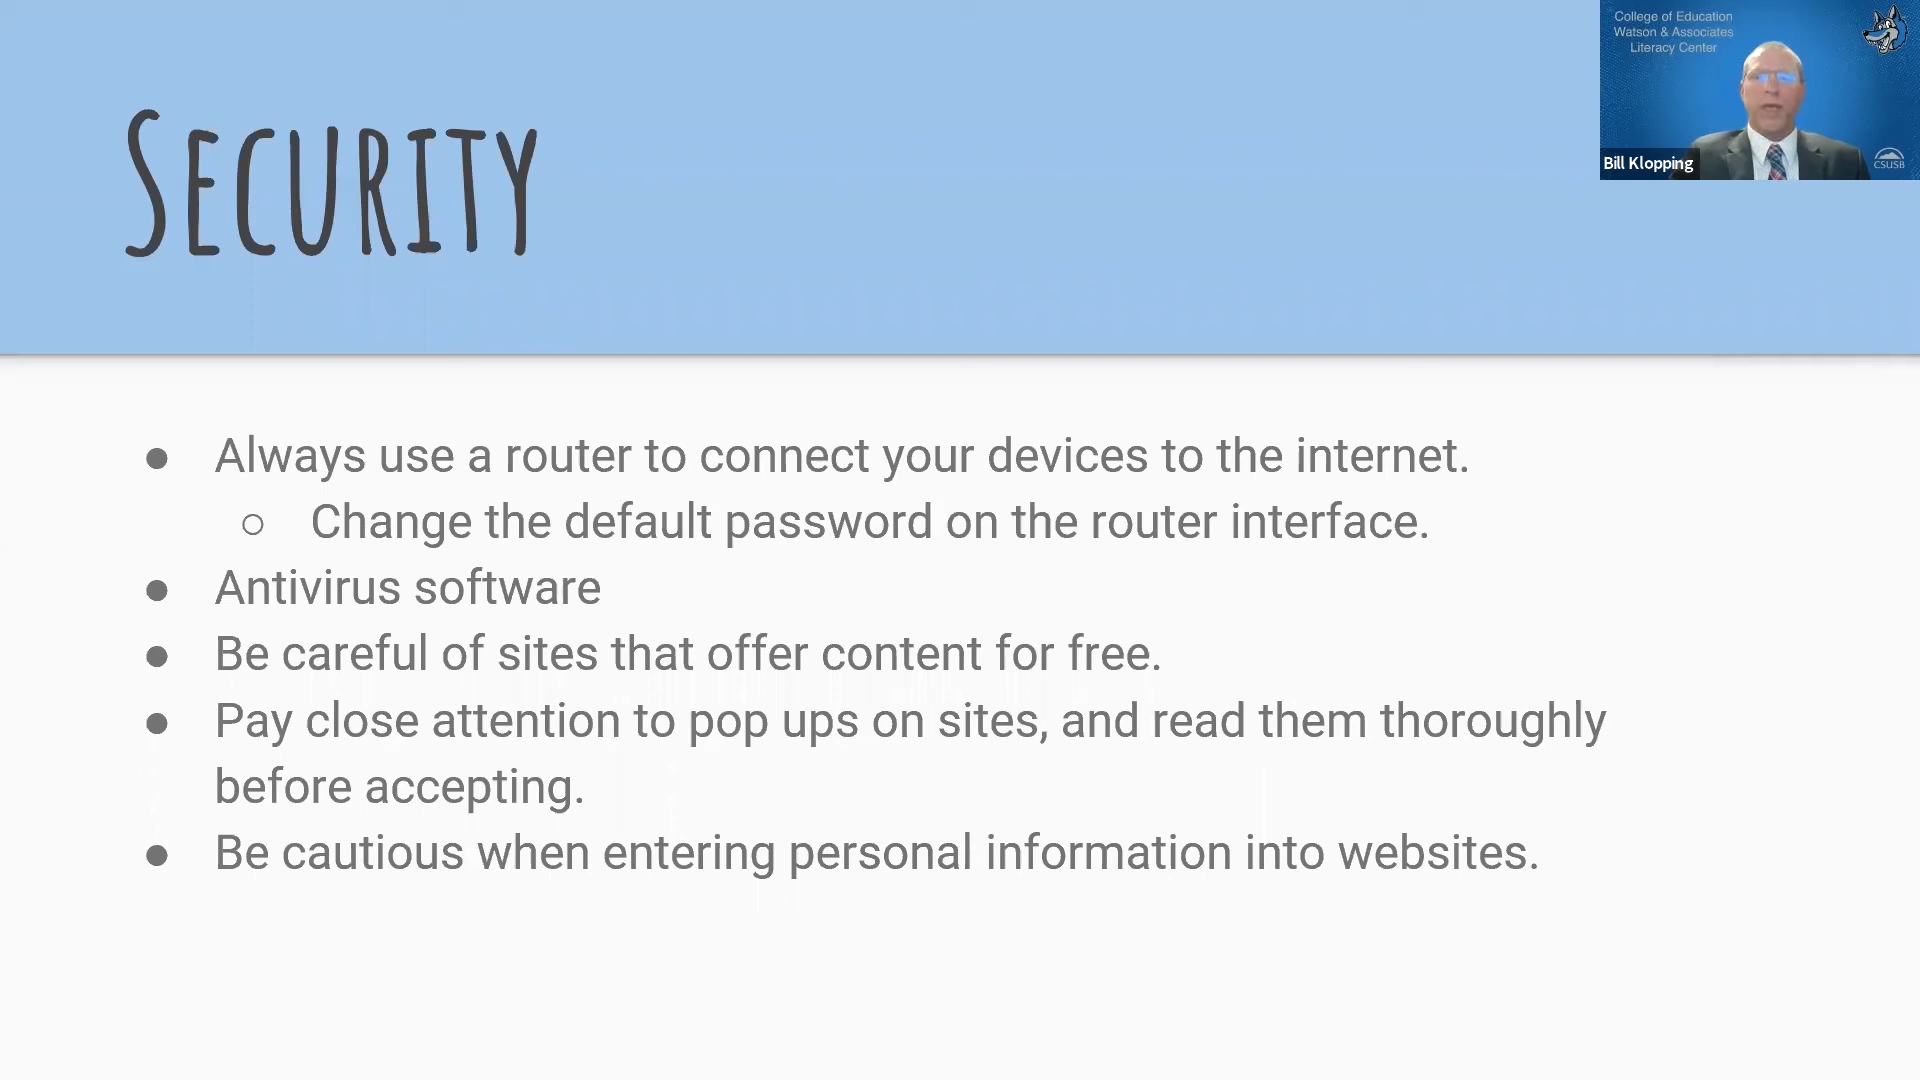 College of Education
Watson & Associates
Literacy Center
Bill Klopping
CSUSB
SECURITY
● Always use a router to connect your devices to the internet.
○ Change the default password on the router interface.
● Antivirus software
● Be careful of sites that offer content for free.
● Pay close attention to pop ups on sites, and read them thoroughly
before accepting.
● Be cautious when entering personal information into websites.